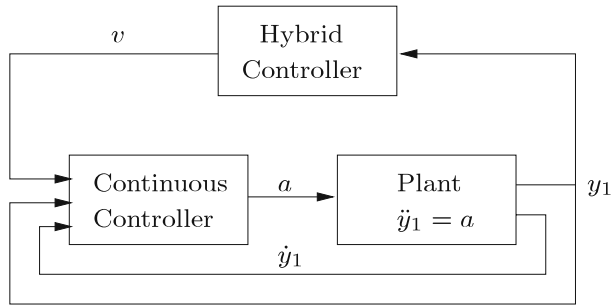 v
Hybrid
Controller
Continuous
Controller
a
Plant
ÿ₁ = a
y₁
ẏ₁